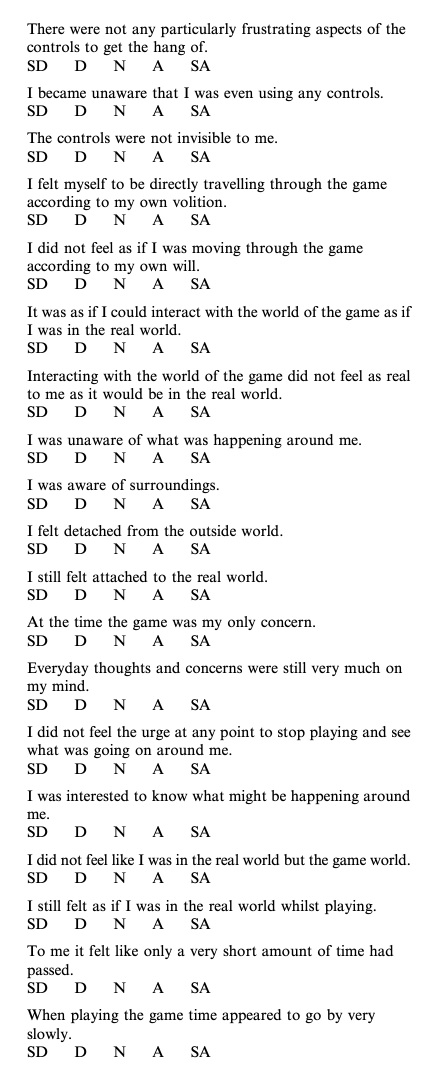 There were not any particularly frustrating aspects of the
controls to get the hang of.
SD D N A SA
I became unaware that I was even using any controls.
SD D N A SA
The controls were not invisible to me.
SD D N A SA
I felt myself to be directly travelling through the game
according to my own volition.
SD D N A SA
I did not feel as if I was moving through the game
according to my own will.
SD D N A SA
It was as if I could interact with the world of the game as if
I was in the real world.
SD D N A SA
Interacting with the world of the game did not feel as real
to me as it would be in the real world.
SD D N A SA
I was unaware of what was happening around me.
SD D N A SA
I was aware of surroundings.
SD D N A SA
I felt detached from the outside world.
SD D N A SA
I still felt attached to the real world.
SD D N A SA
At the time the game was my only concern.
SD D N A SA
Everyday thoughts and concerns were still very much on
my mind.
SD D N A SA
I did not feel the urge at any point to stop playing and see
what was going on around me.
SD D N A SA
I was interested to know what might be happening around
me.
SD D N A SA
I did not feel like I was in the real world but the game world.
SD D N A SA
I still felt as if I was in the real world whilst playing.
SD D N A SA
To me it felt like only a very short amount of time had
passed.
SD D N A SA
When playing the game time appeared to go by very
slowly.
SD D N A SA